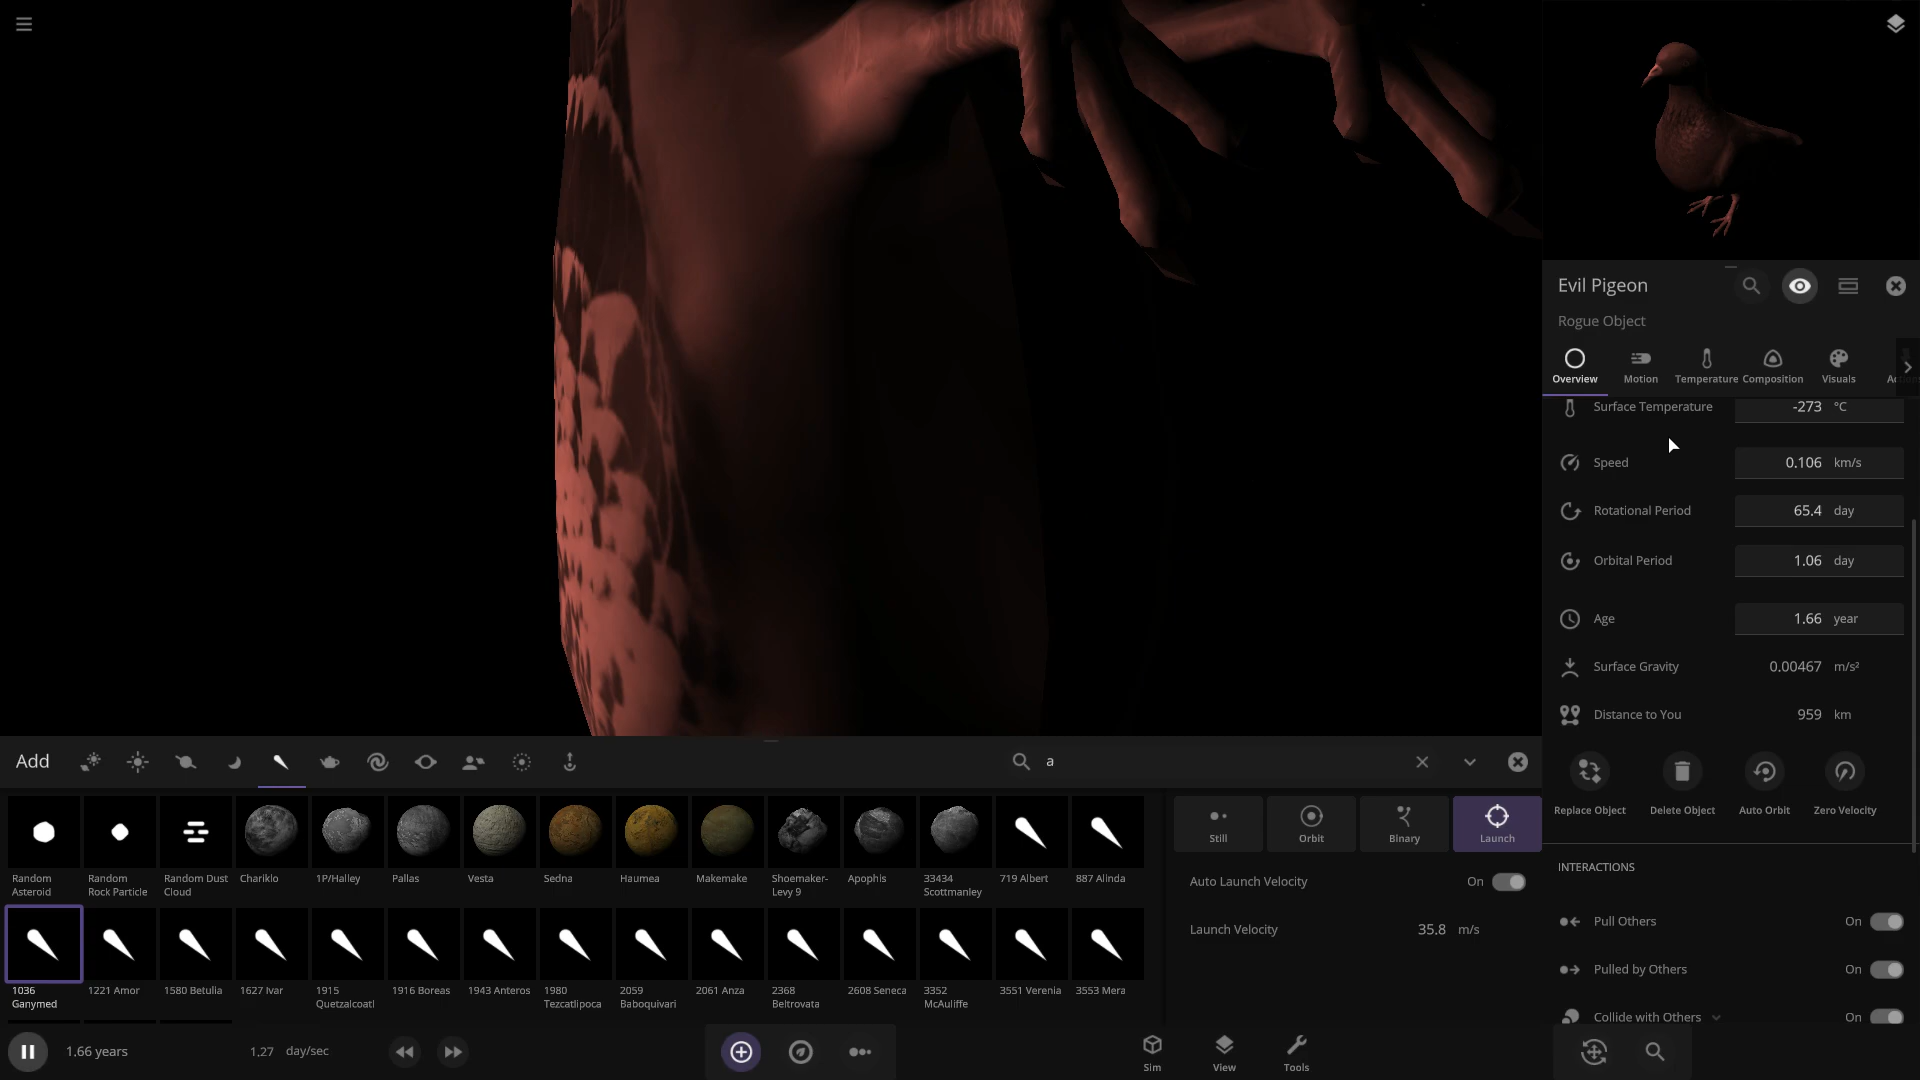 Evil Pigeon
Rogue Object
Overview
Motion
Temperature
Composition
Visuals
Surface Temperature -273 °C
Speed 0.106 km/s
Rotational Period 65.4 day
Orbital Period 1.06 day
Age 1.66 year
Surface Gravity 0.00467 m/s²
Distance to You 959 km
Replace Object
Delete Object
Auto Orbit
Zero Velocity
INTERACTIONS
Pull Others On
Pulled by Others On
Collide with Others On
Add
a
Random
Asteroid
Random
Rock Particle
Random Dust
Cloud
Chariklo
1P/Halley
Pallas
Vesta
Sedna
Haumea
Makemake
Shoemaker-
Levy 9
Apophis
33434
Scottmanley
719 Albert
887 Alinda
1036
Ganymed
1221 Amor
1580 Betulia
1627 Ivar
1915
Quetzalcoatl
1916 Boreas
1943 Anteros
1980
Tezcatlipoca
2059
Baboquivari
2061 Anza
2368
Beltrovata
2608 Seneca
3352
McAuliffe
3551 Verenia
3553 Mera
Still
Orbit
Binary
Launch
Auto Launch Velocity On
Launch Velocity 35.8 m/s
1.66 years
1.27 day/sec
Sim
View
Tools